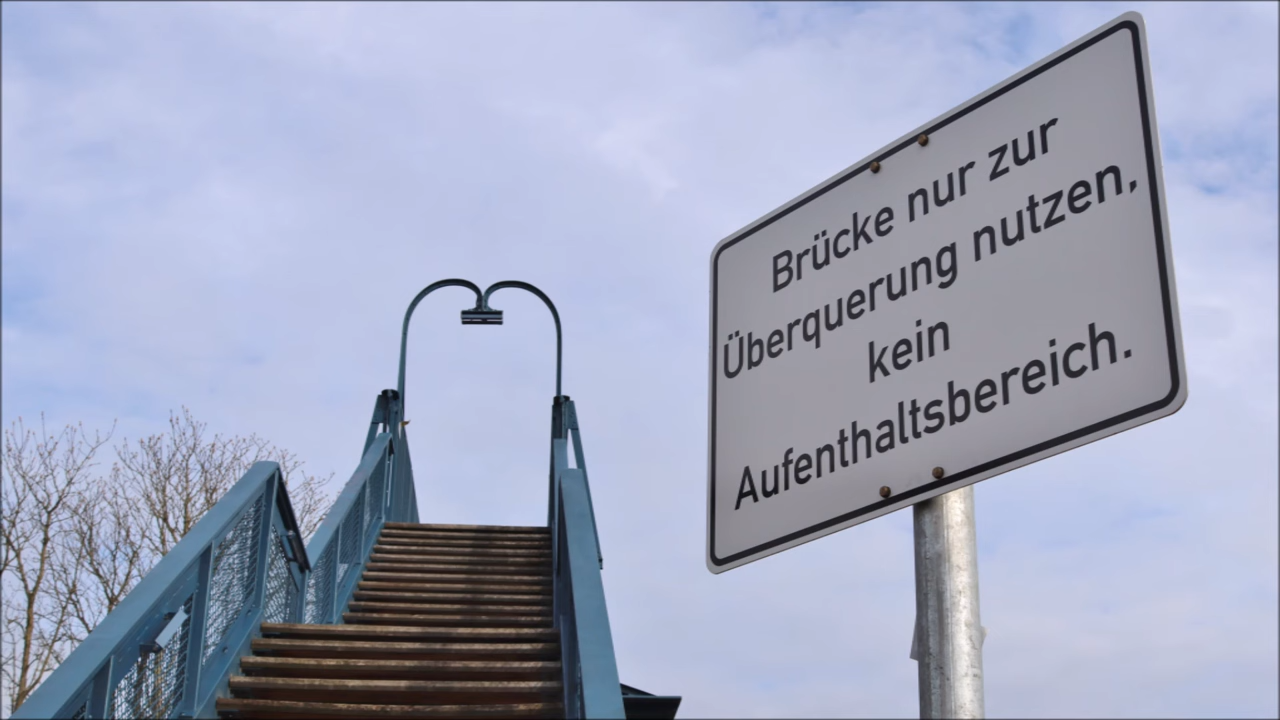 Brücke nur zur
Überquerung nutzen,
kein
Aufenthaltsbereich.